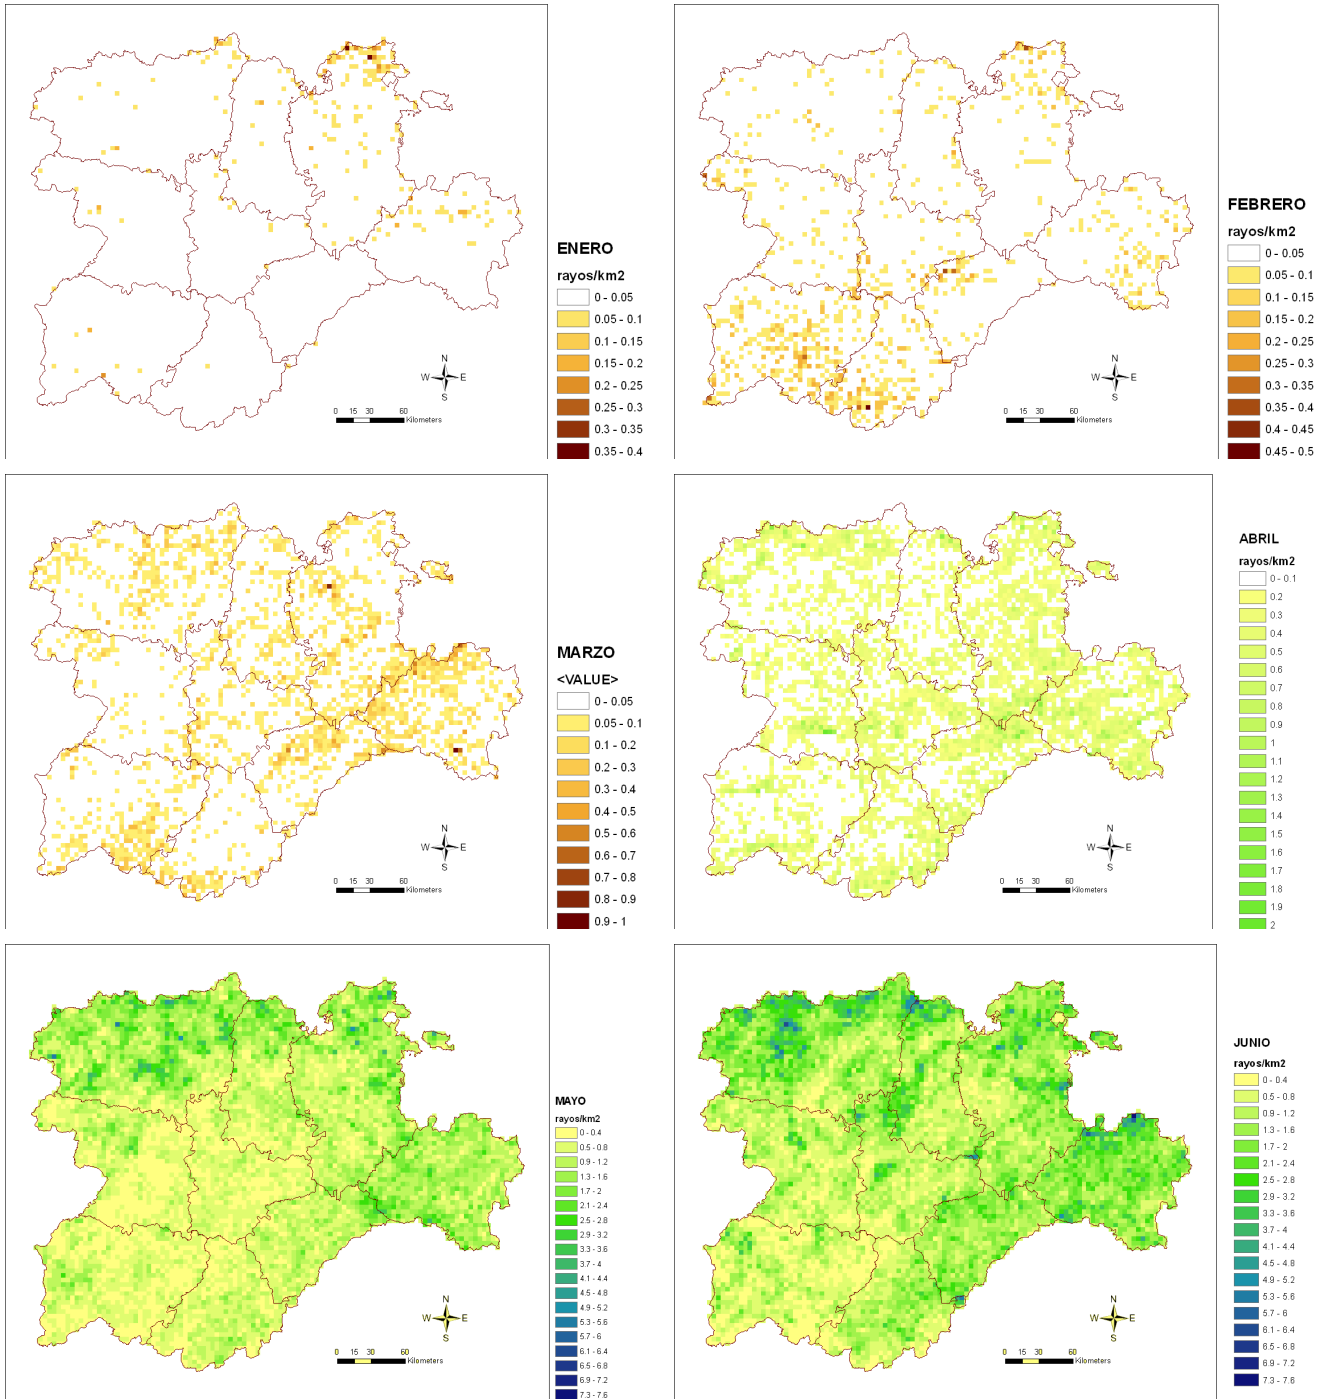 ENERO
rayos/km2
0 - 0.05
0.05 - 0.1
0.1 - 0.15
0.15 - 0.2
0.2 - 0.25
0.25 - 0.3
0.3 - 0.35
0.35 - 0.4
N
W E
S
0 15 30 60
Kilometers
FEBRERO
rayos/km2
0 - 0.05
0.05 - 0.1
0.1 - 0.15
0.15 - 0.2
0.2 - 0.25
0.25 - 0.3
0.3 - 0.35
0.35 - 0.4
0.4 - 0.45
0.45 - 0.5
N
W E
S
0 15 30 60
Kilometers
MARZO
<VALUE>
0 - 0.05
0.05 - 0.1
0.1 - 0.2
0.2 - 0.3
0.3 - 0.4
0.4 - 0.5
0.5 - 0.6
0.6 - 0.7
0.7 - 0.8
0.8 - 0.9
0.9 - 1
N
W E
S
0 15 30 60
Kilometers
ABRIL
rayos/km2
0 - 0.1
0.2
0.3
0.4
0.5
0.6
0.7
0.8
0.9
1
1.1
1.2
1.3
1.4
1.5
1.6
1.7
1.8
1.9
2
N
W E
S
0 15 30 60
Kilometers
MAYO
rayos/km2
0 - 0.4
0.5 - 0.8
0.9 - 1.2
1.3 - 1.6
1.7 - 2
2.1 - 2.4
2.5 - 2.8
2.9 - 3.2
3.3 - 3.6
3.7 - 4
4.1 - 4.4
4.5 - 4.8
4.9 - 5.2
5.3 - 5.6
5.7 - 6
6.1 - 6.4
6.5 - 6.8
6.9 - 7.2
7.3 - 7.6
N
W E
S
0 15 30 60
Kilometers
JUNIO
rayos/km2
0 - 0.4
0.5 - 0.8
0.9 - 1.2
1.3 - 1.6
1.7 - 2
2.1 - 2.4
2.5 - 2.8
2.9 - 3.2
3.3 - 3.6
3.7 - 4
4.1 - 4.4
4.5 - 4.8
4.9 - 5.2
5.3 - 5.6
5.7 - 6
6.1 - 6.4
6.5 - 6.8
6.9 - 7.2
7.3 - 7.6
N
W E
S
0 15 30 60
Kilometers